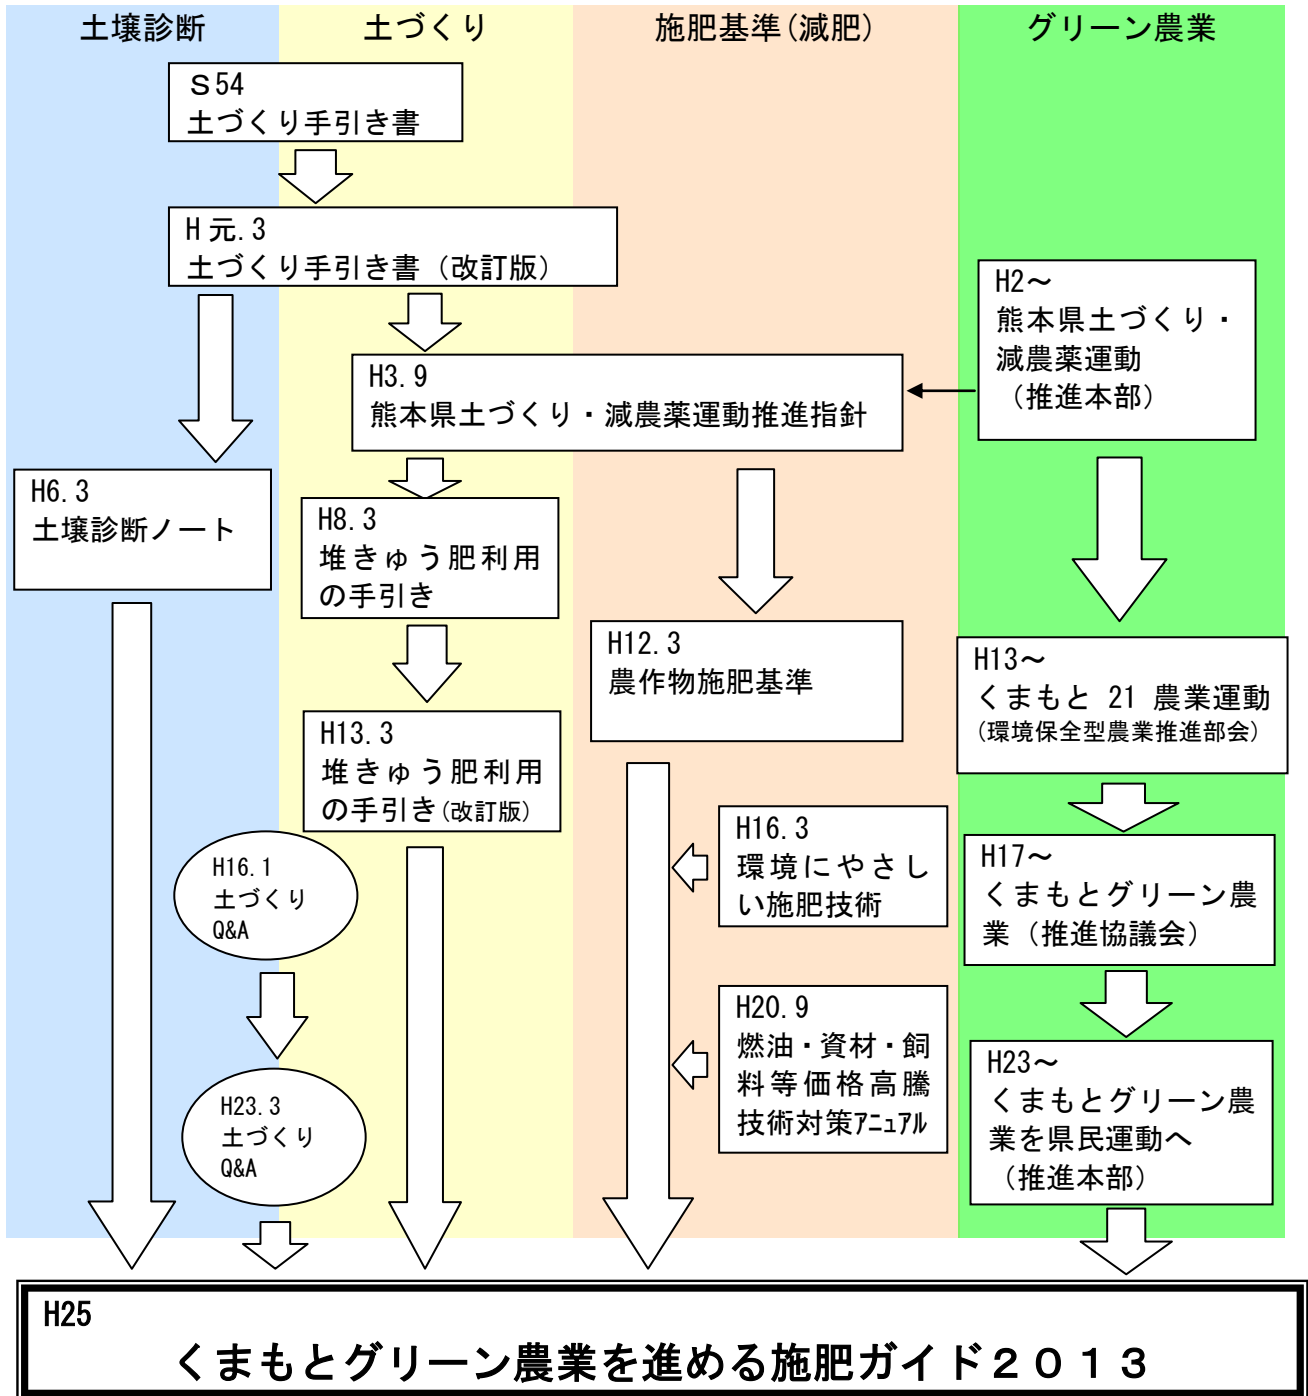 土壌診断
土づくり
施肥基準(減肥)
グリーン農業
S54
土づくり手引き書
H元.3
土づくり手引き書（改訂版）
H2～
熊本県土づくり・
減農薬運動
（推進本部）
H3.9
熊本県土づくり・減農薬運動推進指針
H6.3
土壌診断ノート
H8.3
堆きゅう肥利用
の手引き
H12.3
農作物施肥基準
H13～
くまもと 21 農業運動
(環境保全型農業推進部会)
H13.3
堆きゅう肥利用
の手引き(改訂版)
H16.3
環境にやさし
い施肥技術
H16.1
土づくり
Q&A
H17～
くまもとグリーン農
業（推進協議会）
H20.9
燃油・資材・飼
料等価格高騰
技術対策ｱﾆｭｱﾙ
H23～
くまもとグリーン農
業を県民運動へ
（推進本部）
H23.3
土づくり
Q&A
H25
くまもとグリーン農業を進める施肥ガイド２０１３